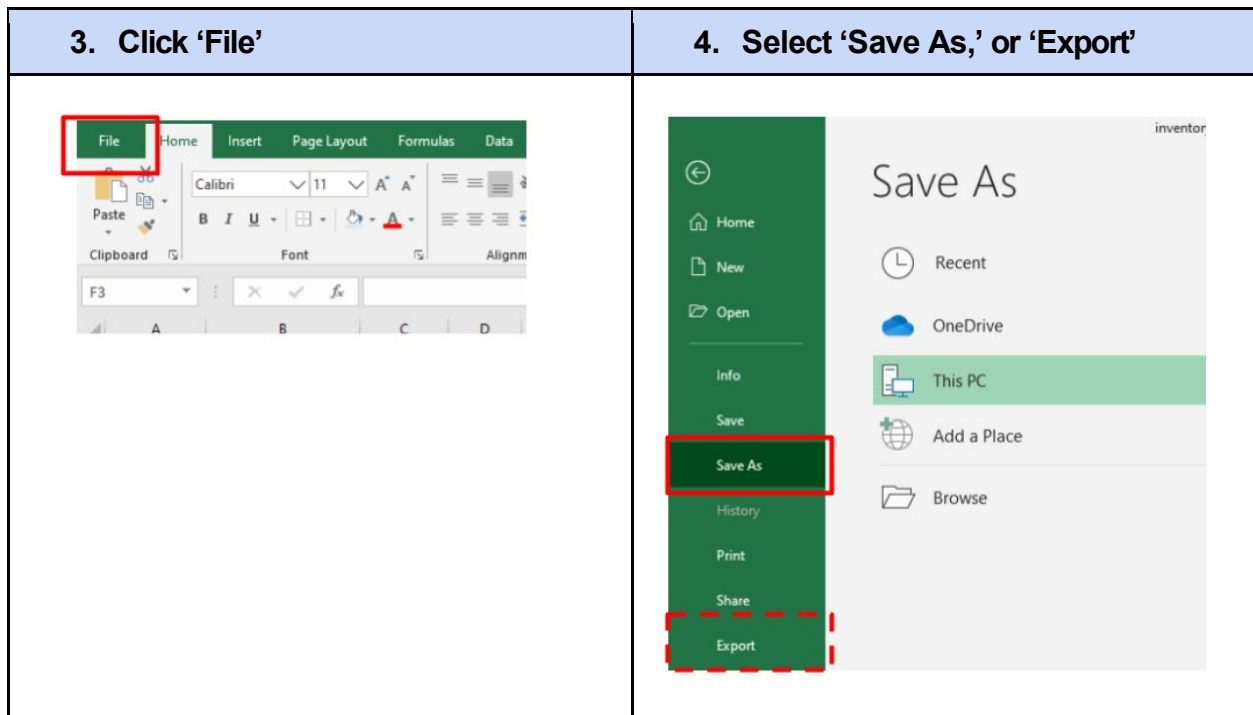 3. Click ‘File’
4. Select ‘Save As,’ or ‘Export’
File Home Insert Page Layout Formulas Data
Calibri 11 A A
Paste
B I U A
Clipboard Font Alignm
F3 fx
A B C D
inventor
Save As
Home
New
Open
Info
Save
Save As
History
Print
Share
Export
Recent
OneDrive
This PC
Add a Place
Browse